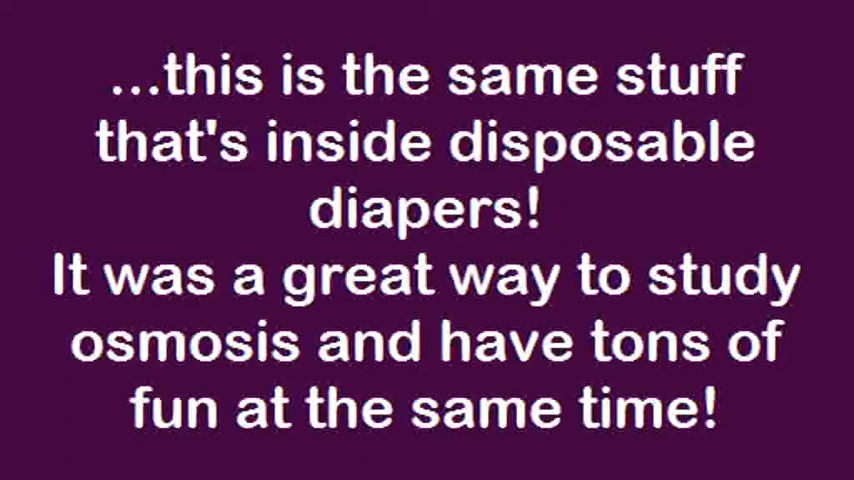 ...this is the same stuff
that's inside disposable
diapers!
It was a great way to study
osmosis and have tons of
fun at the same time!